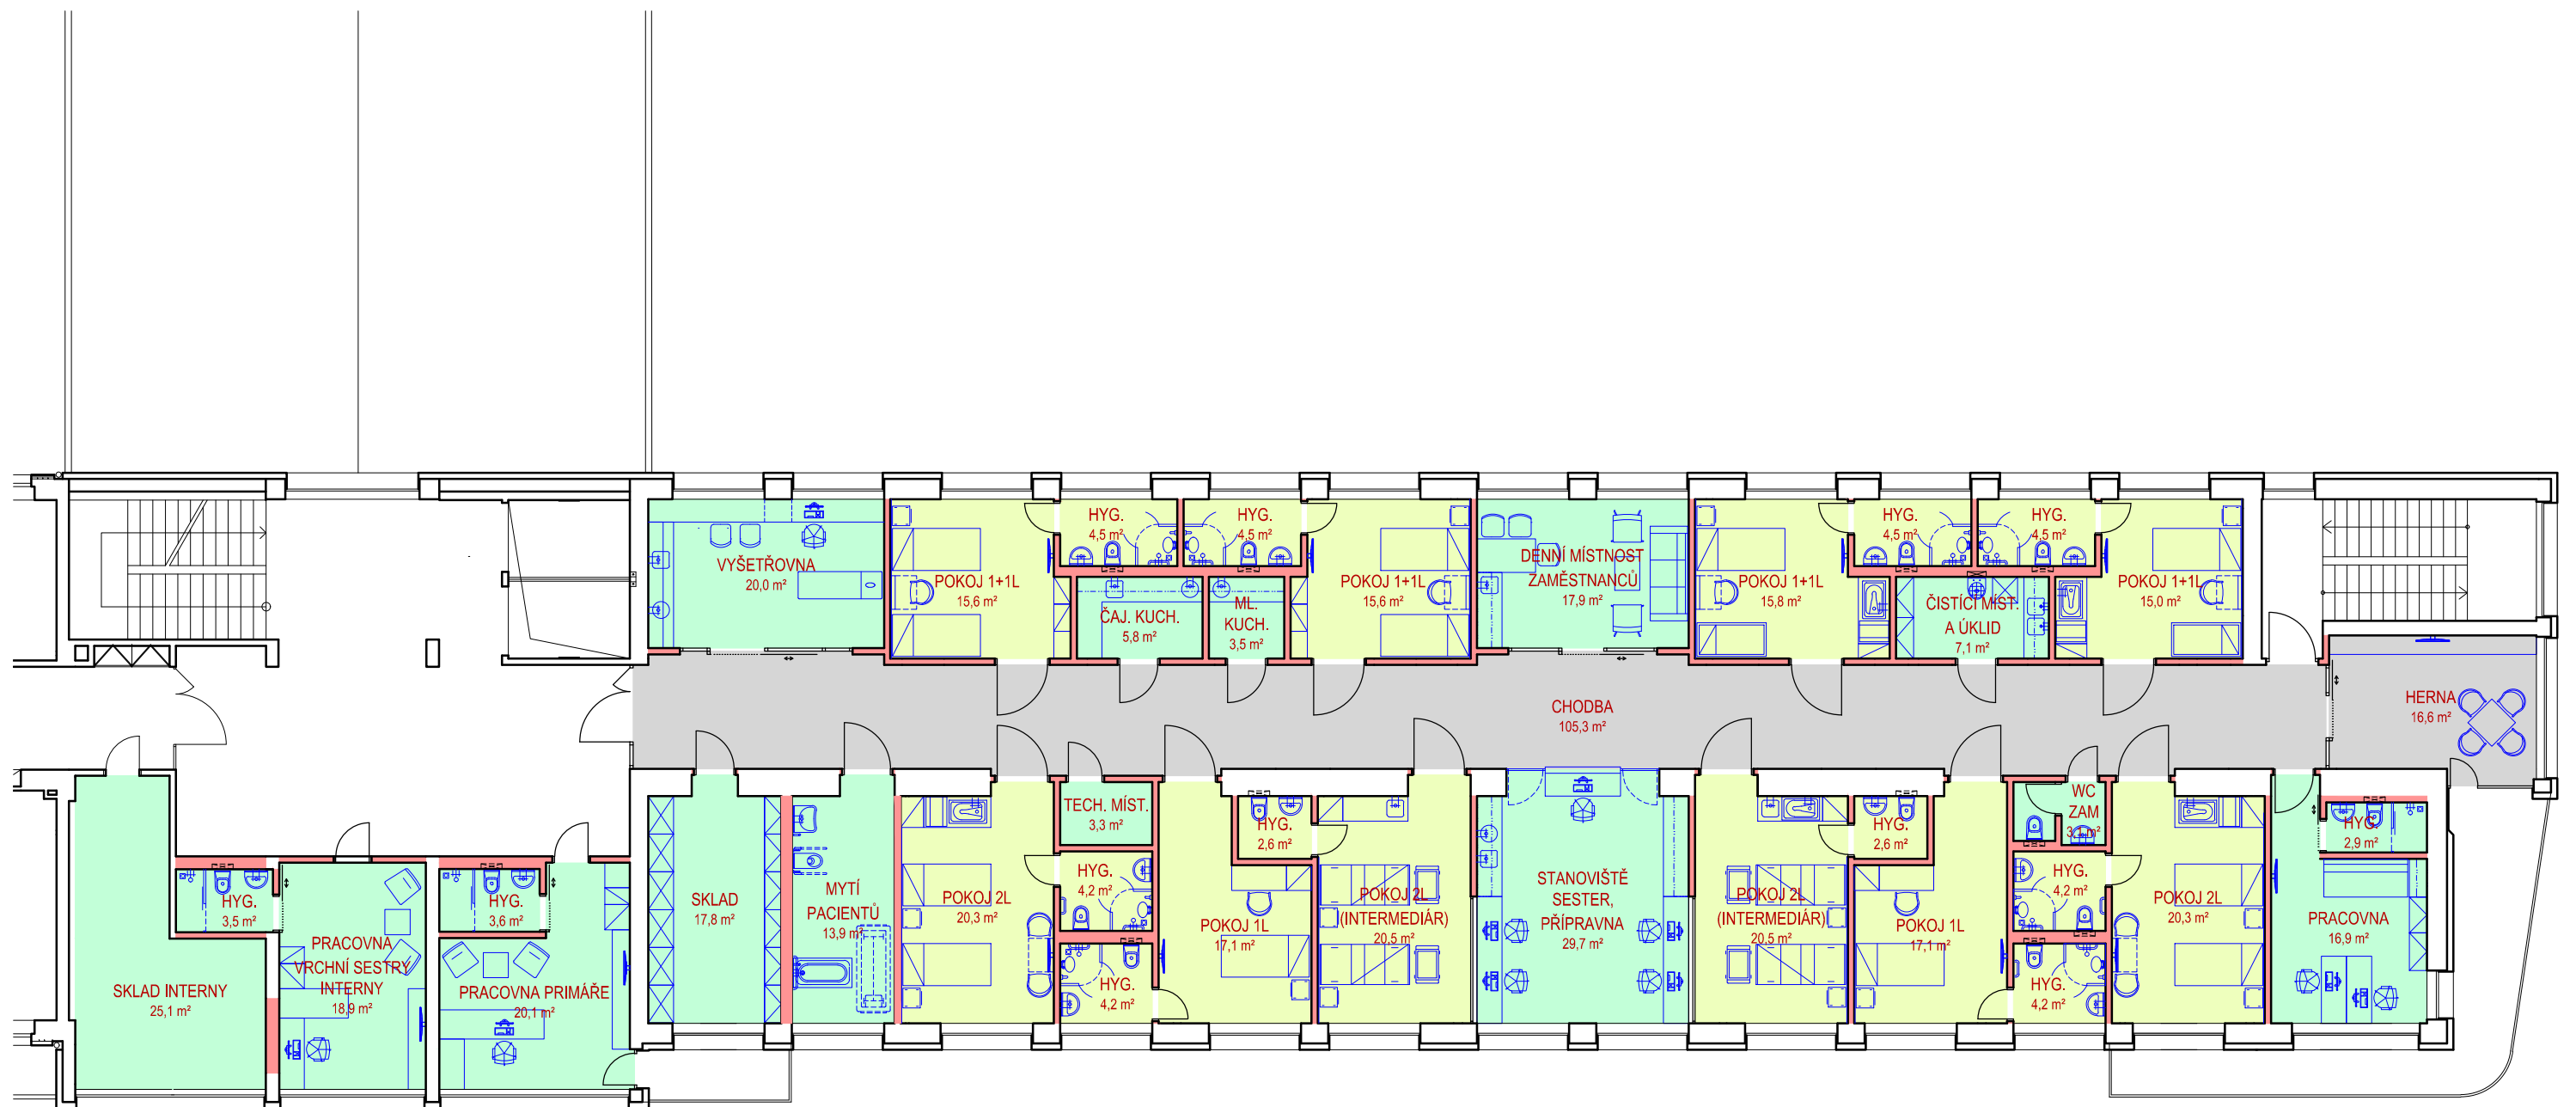 VYŠETŘOVNA
20,0 m²
POKOJ 1+1L
15,6 m²
HYG.
4,5 m²
HYG.
4,5 m²
ČAJ. KUCH.
5,8 m²
ML.
KUCH.
3,5 m²
POKOJ 1+1L
15,6 m²
DENNÍ MÍSTNOST
ZAMĚSTNANCŮ
17,9 m²
POKOJ 1+1L
15,8 m²
HYG.
4,5 m²
HYG.
4,5 m²
ČISTÍCÍ MÍST.
A ÚKLID
7,1 m²
POKOJ 1+1L
15,0 m²
CHODBA
105,3 m²
HERNA
16,6 m²
SKLAD INTERNY
25,1 m²
HYG.
3,5 m²
PRACOVNA
VRCHNÍ SESTRY
INTERNY
18,9 m²
HYG.
3,6 m²
PRACOVNA PRIMÁŘE
20,1 m²
SKLAD
17,8 m²
MYTÍ
PACIENTŮ
13,9 m²
POKOJ 2L
20,3 m²
TECH. MÍST.
3,3 m²
HYG.
4,2 m²
HYG.
4,2 m²
POKOJ 1L
17,1 m²
HYG.
2,6 m²
POKOJ 2L
(INTERMEDIÁR)
20,5 m²
STANOVIŠTĚ
SESTER,
PŘÍPRAVNA
29,7 m²
POKOJ 2L
(INTERMEDIÁR)
20,5 m²
HYG.
2,6 m²
POKOJ 1L
17,1 m²
WC
ZAM
HYG.
4,2 m²
HYG.
4,2 m²
POKOJ 2L
20,3 m²
HYG.
2,9 m²
PRACOVNA
16,9 m²